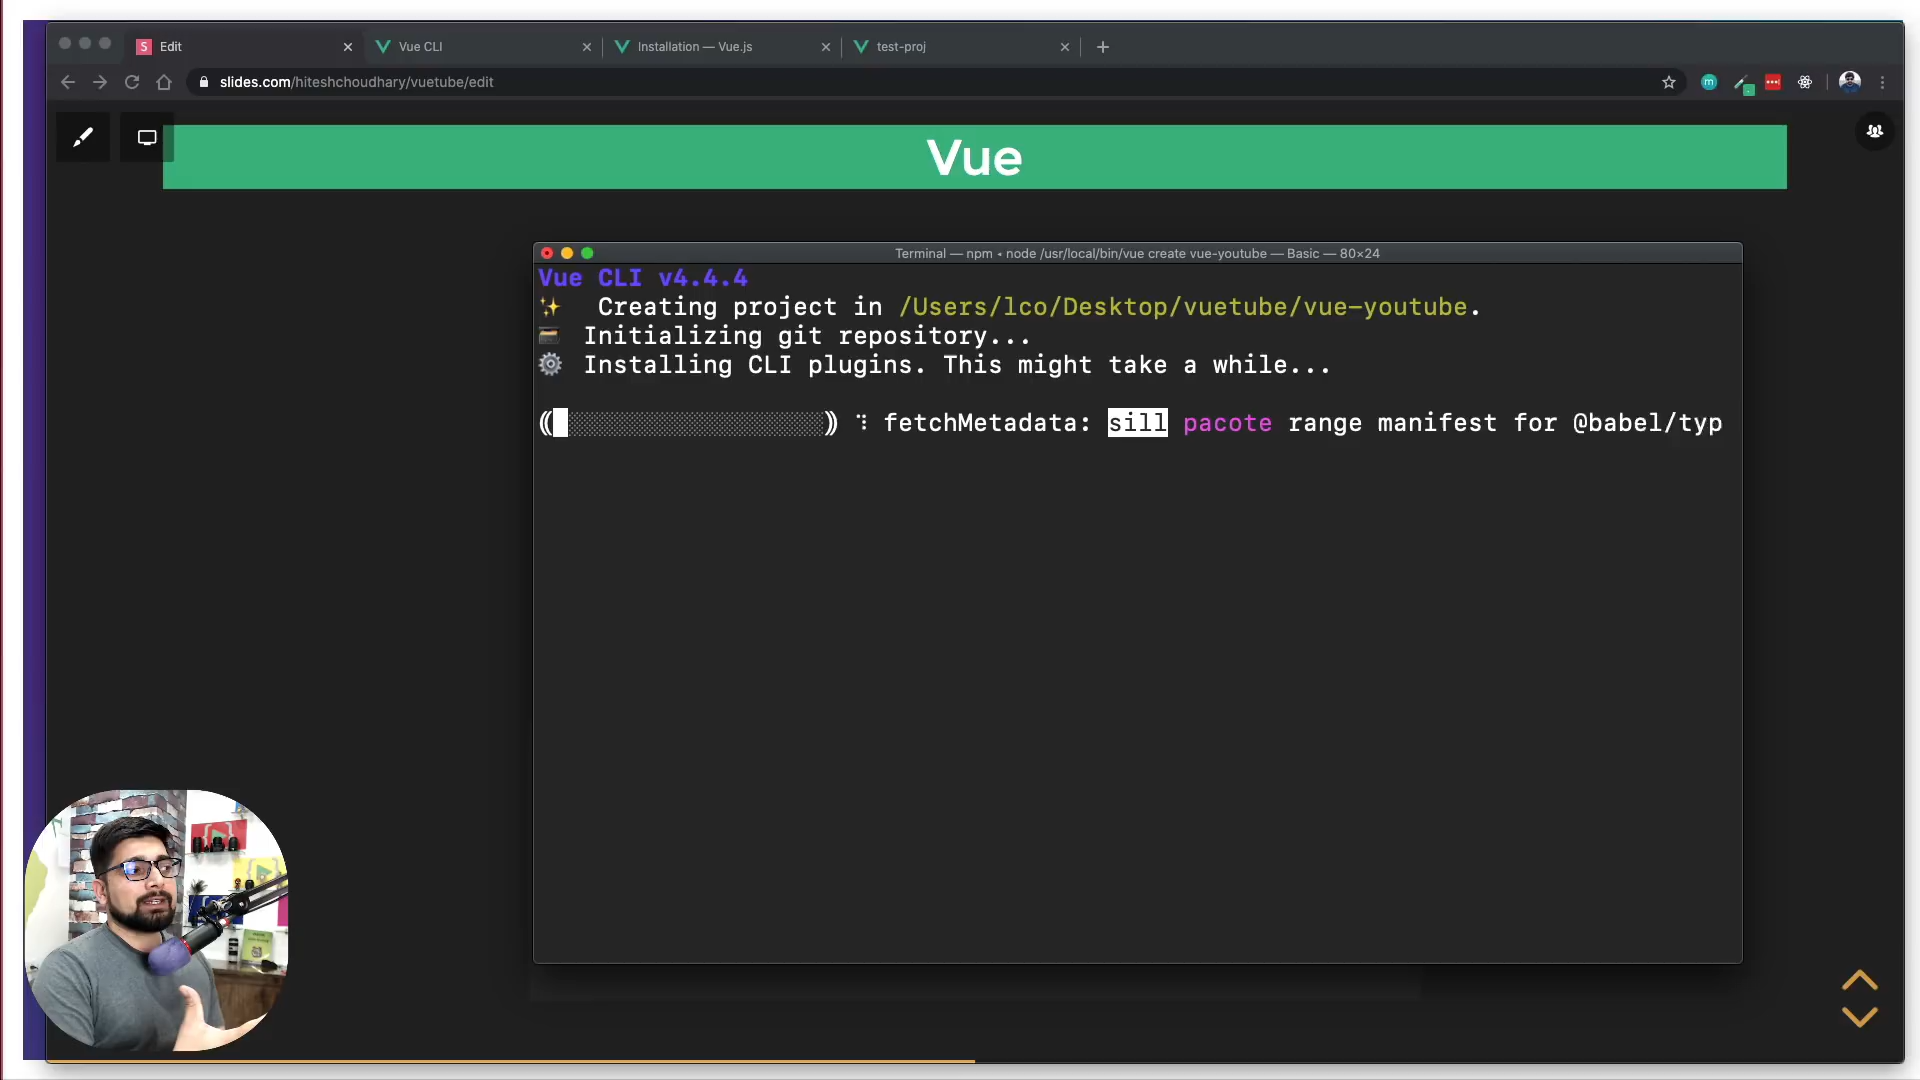 S Edit
Vue CLI
Installation — Vue.js
test-proj
slides.com/hiteshchoudhary/vuetube/edit
m
Vue
Terminal — npm ◂ node /usr/local/bin/vue create vue-youtube — Basic — 80×24
Vue CLI v4.4.4
✨ Creating project in /Users/lco/Desktop/vuetube/vue-youtube.
🗃 Initializing git repository...
⚙️ Installing CLI plugins. This might take a while...
fetchMetadata: sill pacote range manifest for @babel/typ